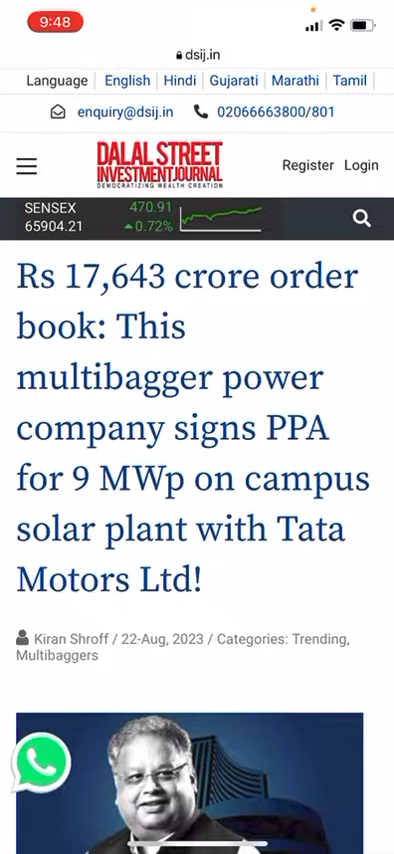 9:48
dsij.in
Language English Hindi Gujarati Marathi Tamil
enquiry@dsij.in 02066663800/801
DALAL STREET
INVESTMENT JOURNAL
DEMOCRATIZING WEALTH CREATION
Register Login
SENSEX 470.91
65904.21 ▲0.72%
Rs 17,643 crore order
book: This
multibagger power
company signs PPA
for 9 MWp on campus
solar plant with Tata
Motors Ltd!
Kiran Shroff / 22-Aug, 2023 / Categories: Trending,
Multibaggers